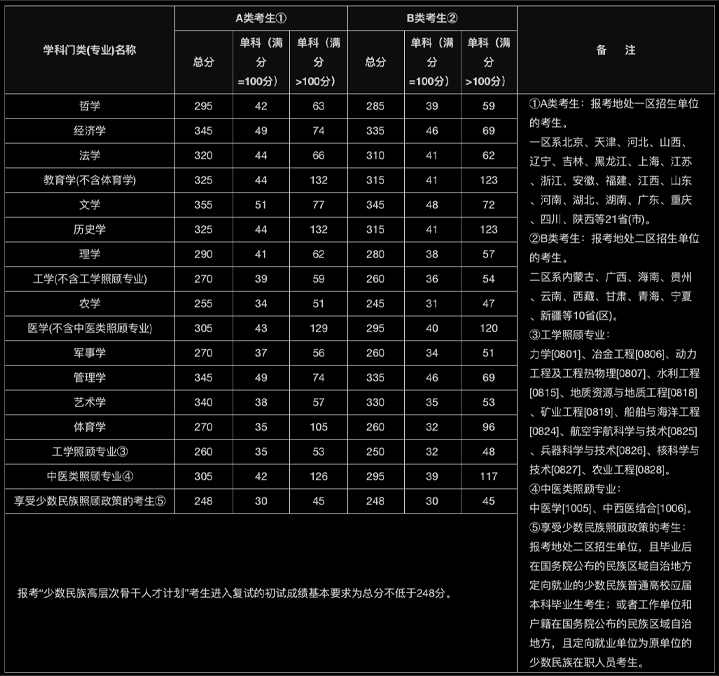 学科门类(专业)名称 A类考生① B类考生② 备 注
总分 单科（满分=100分） 单科（满分>100分） 总分 单科（满分=100分） 单科（满分>100分）
哲学 295 42 63 285 39 59
经济学 345 49 74 335 46 69
法学 320 44 66 310 41 62
教育学(不含体育学) 325 44 132 315 41 123
文学 355 51 77 345 48 72
历史学 325 44 132 315 41 123
理学 290 41 62 280 38 57
工学(不含工学照顾专业) 270 39 59 260 36 54
农学 255 34 51 245 31 47
医学(不含中医类照顾专业) 305 43 129 295 40 120
军事学 270 37 56 260 34 51
管理学 345 49 74 335 46 69
艺术学 340 38 57 330 35 53
体育学 270 35 105 260 32 96
工学照顾专业③ 260 35 53 250 32 48
中医类照顾专业④ 305 42 126 295 39 117
享受少数民族照顾政策的考生⑤ 248 30 45 248 30 45
报考“少数民族高层次骨干人才计划”考生进入复试的初试成绩基本要求为总分不低于248分。
①A类考生：报考地处一区招生单位
的考生。
一区系北京、天津、河北、山西、
辽宁、吉林、黑龙江、上海、江苏
、浙江、安徽、福建、江西、山东
、河南、湖北、湖南、广东、重庆
、四川、陕西等21省(市)。
②B类考生：报考地处二区招生单位
的考生。
二区系内蒙古、广西、海南、贵州
、云南、西藏、甘肃、青海、宁夏
、新疆等10省(区)。
③工学照顾专业：
力学[0801]、冶金工程[0806]、动力
工程及工程热物理[0807]、水利工程
[0815]、地质资源与地质工程[0818]
、矿业工程[0819]、船舶与海洋工程
[0824]、航空宇航科学与技术[0825]
、兵器科学与技术[0826]、核科学与
技术[0827]、农业工程[0828]。
④中医类照顾专业：
中医学[1005]、中西医结合[1006]。
⑤享受少数民族照顾政策的考生：
报考地处二区招生单位，且毕业后
在国务院公布的民族区域自治地方
定向就业的少数民族普通高校应届
本科毕业生考生；或者工作单位和
户籍在国务院公布的民族区域自治
地方，且定向就业单位为原单位的
少数民族在职人员考生。